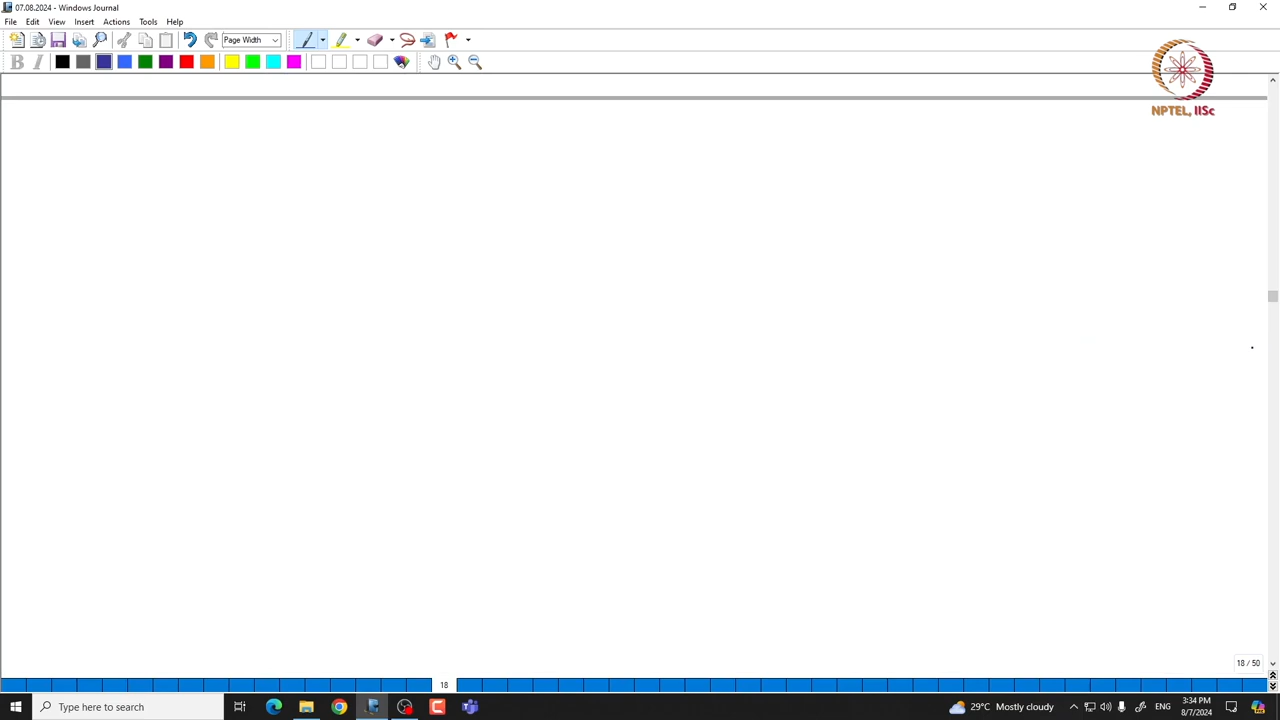 07.08.2024 - Windows Journal
File Edit View Insert Actions Tools Help
Page Width
B I
NPTEL, IISc
18 / 50
18
Type here to search
29°C Mostly cloudy
ENG
3:34 PM
8/7/2024